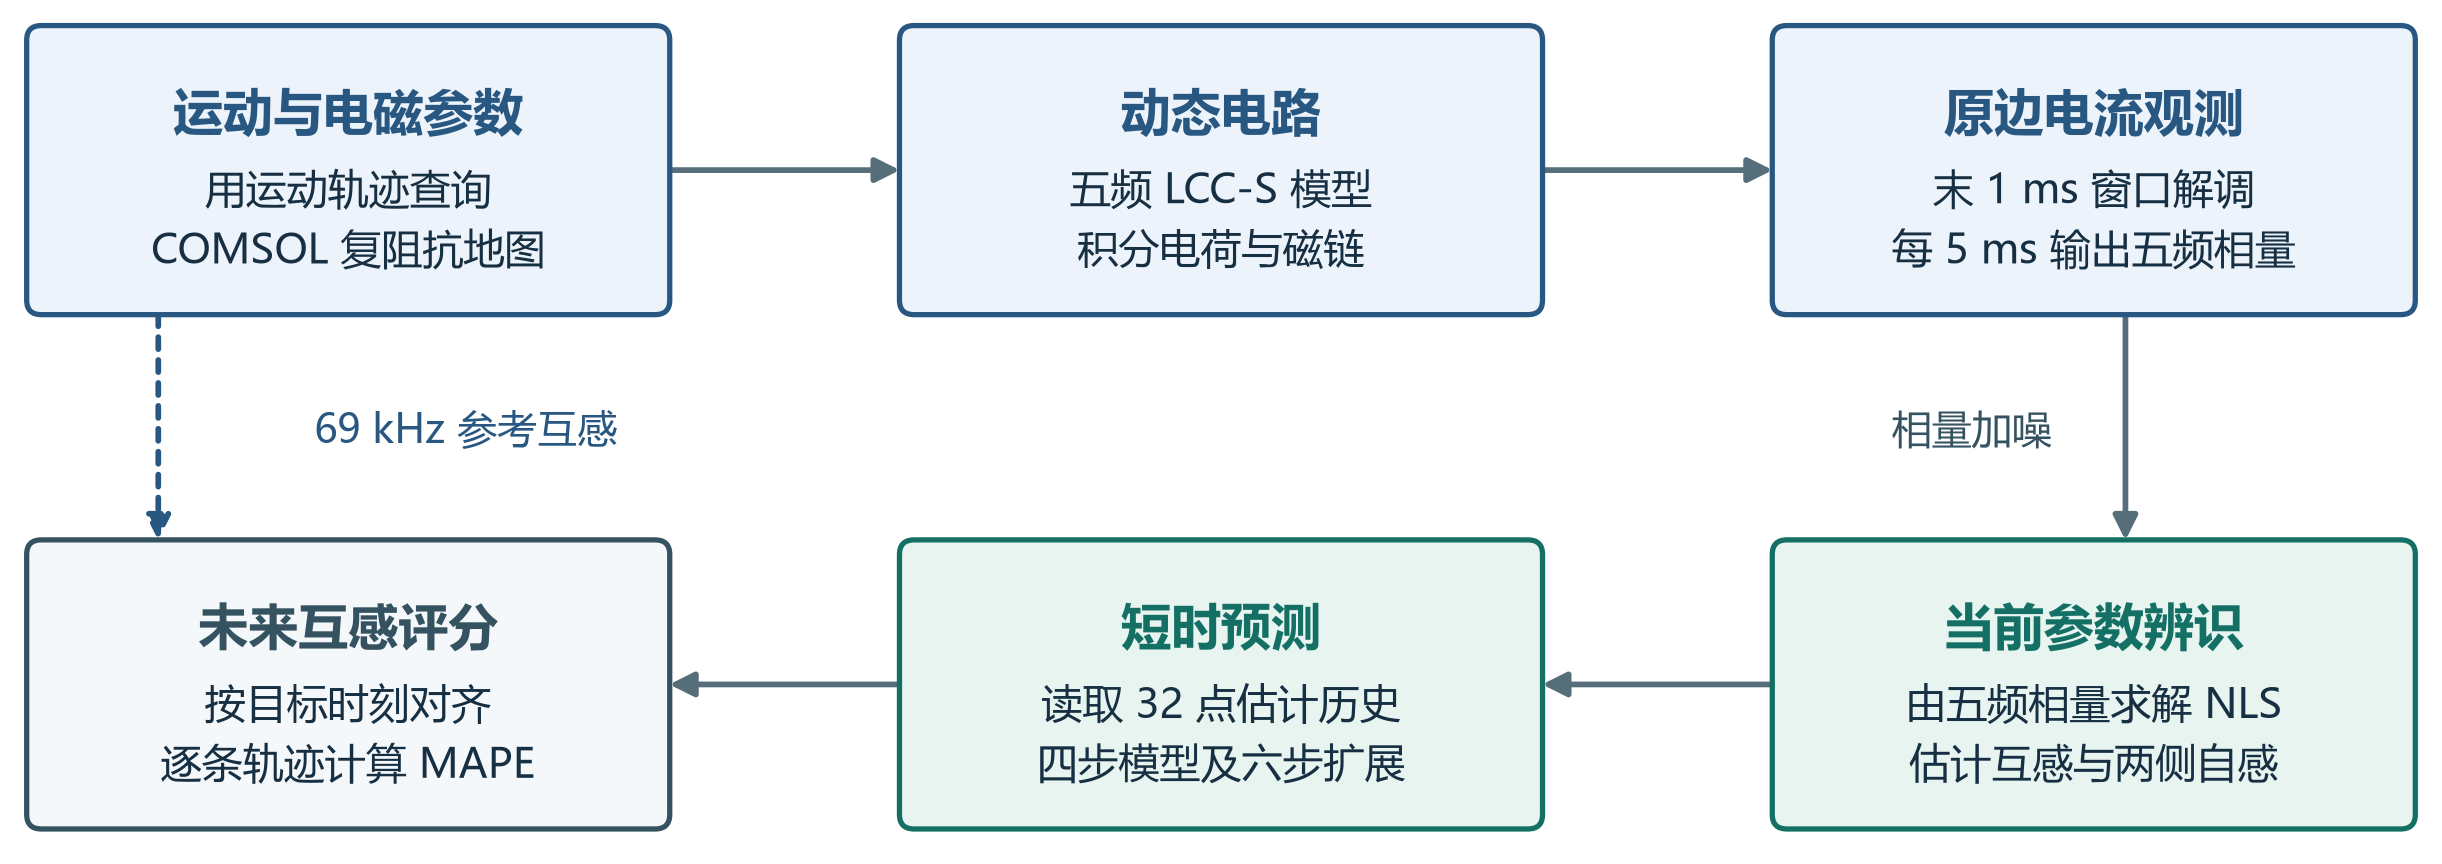 运动与电磁参数
用运动轨迹查询
COMSOL 复阻抗地图
动态电路
五频 LCC-S 模型
积分电荷与磁链
原边电流观测
末 1 ms 窗口解调
每 5 ms 输出五频相量
69 kHz 参考互感
相量加噪
未来互感评分
按目标时刻对齐
逐条轨迹计算 MAPE
短时预测
读取 32 点估计历史
四步模型及六步扩展
当前参数辨识
由五频相量求解 NLS
估计互感与两侧自感